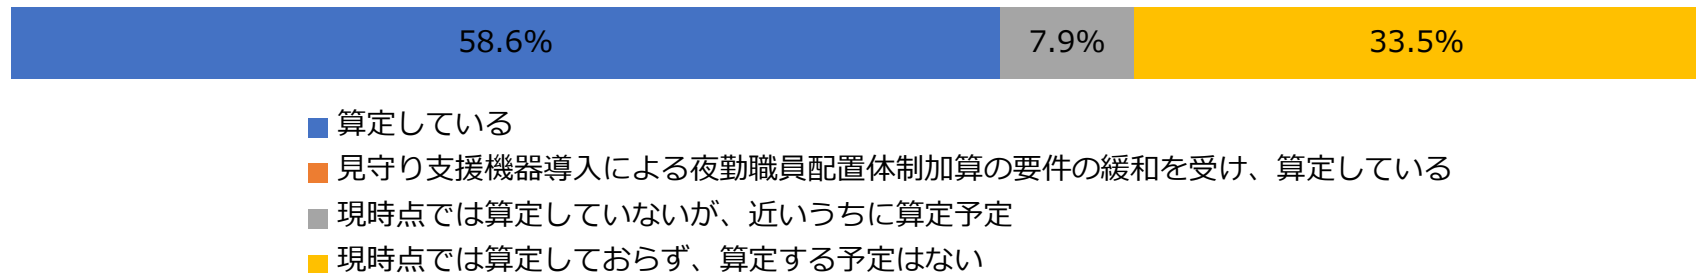 58.6% 7.9% 33.5%
算定している
見守り支援機器導入による夜勤職員配置体制加算の要件の緩和を受け、算定している
現時点では算定していないが、近いうちに算定予定
現時点では算定しておらず、算定する予定はない